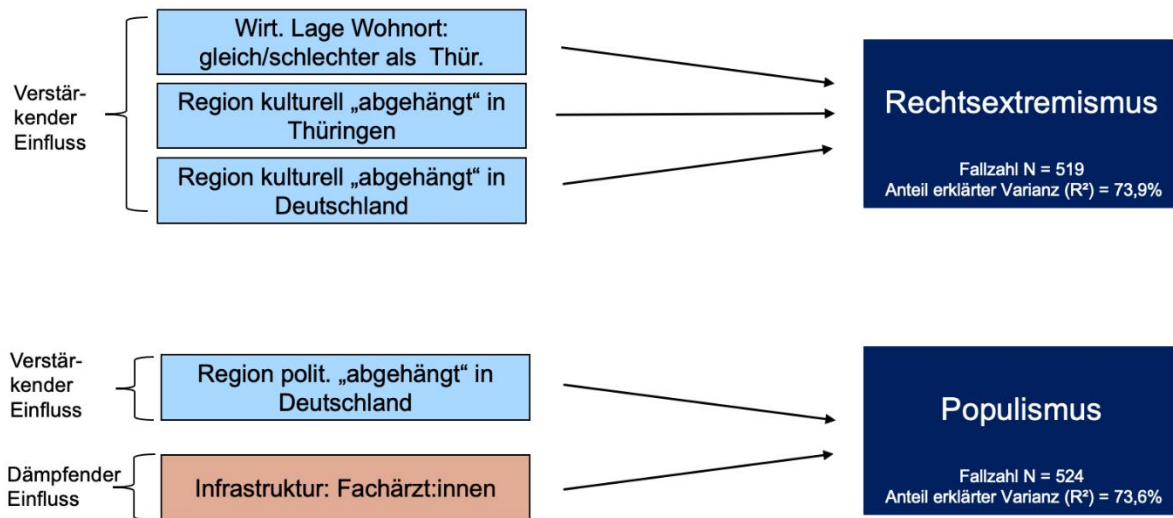 Verstär-
kender
Einfluss
Wirt. Lage Wohnort:
gleich/schlechter als Thür.
Region kulturell „abgehängt“ in
Thüringen
Region kulturell „abgehängt“ in
Deutschland
Rechtsextremismus
Fallzahl N = 519
Anteil erklärter Varianz (R²) = 73,9%
Verstär-
kender
Einfluss
Region polit. „abgehängt“ in
Deutschland
Dämpfender
Einfluss
Infrastruktur: Fachärzt:innen
Populismus
Fallzahl N = 524
Anteil erklärter Varianz (R²) = 73,6%